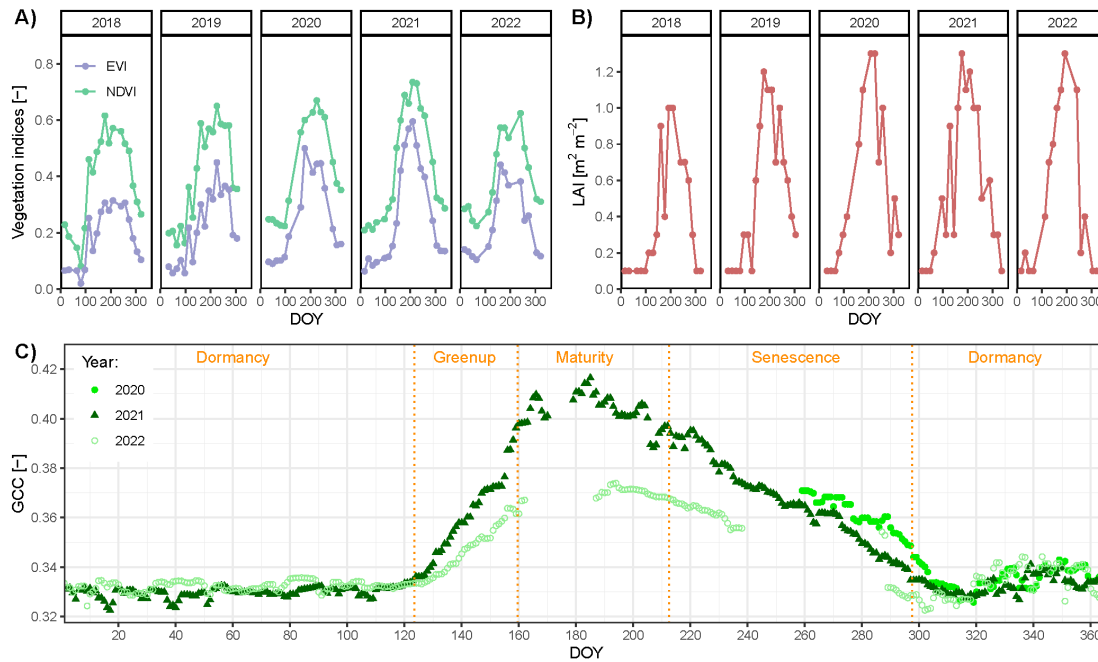 A)
2018 2019 2020 2021 2022
EVI
NDVI
Vegetation indices [–]
0.8
0.6
0.4
0.2
0.0
0 100 200 300 0 100 200 300 0 100 200 300 0 100 200 300 0 100 200 300
DOY
B)
2018 2019 2020 2021 2022
LAI [m² m⁻²]
1.2
1.0
0.8
0.6
0.4
0.2
0.0
0 100 200 300 0 100 200 300 0 100 200 300 0 100 200 300 0 100 200 300
DOY
C)
Dormancy Greenup Maturity Senescence Dormancy
Year:
2020
2021
2022
GCC [–]
0.42
0.40
0.38
0.36
0.34
0.32
20 40 60 80 100 120 140 160 180 200 220 240 260 280 300 320 340 360
DOY